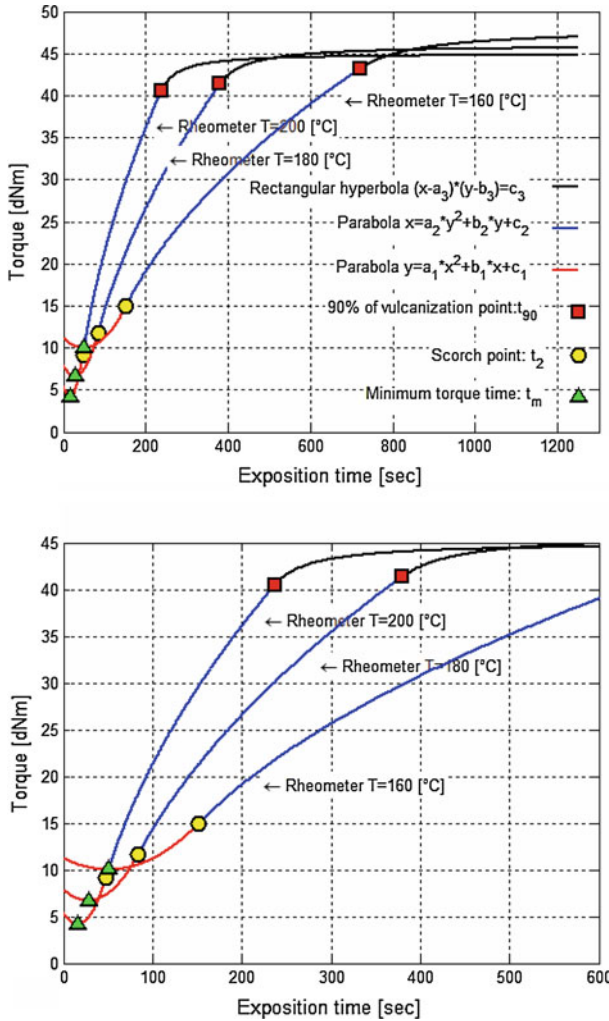 50
45
40
35
30
25
20
15
10
5
0
Torque [dNm]
← Rheometer T=160 [°C]
← Rheometer T=200 [°C]
← Rheometer T=180 [°C]
Rectangular hyperbola (x-a3)*(y-b3)=c3
Parabola x=a2*y2+b2*y+c2
Parabola y=a1*x2+b1*x+c1
90% of vulcanization point:t90
Scorch point: t2
Minimum torque time: tm
0 200 400 600 800 1000 1200
Exposition time [sec]
45
40
35
30
25
20
15
10
5
0
Torque [dNm]
← Rheometer T=200 [°C]
← Rheometer T=180 [°C]
← Rheometer T=160 [°C]
0 100 200 300 400 500 600
Exposition time [sec]